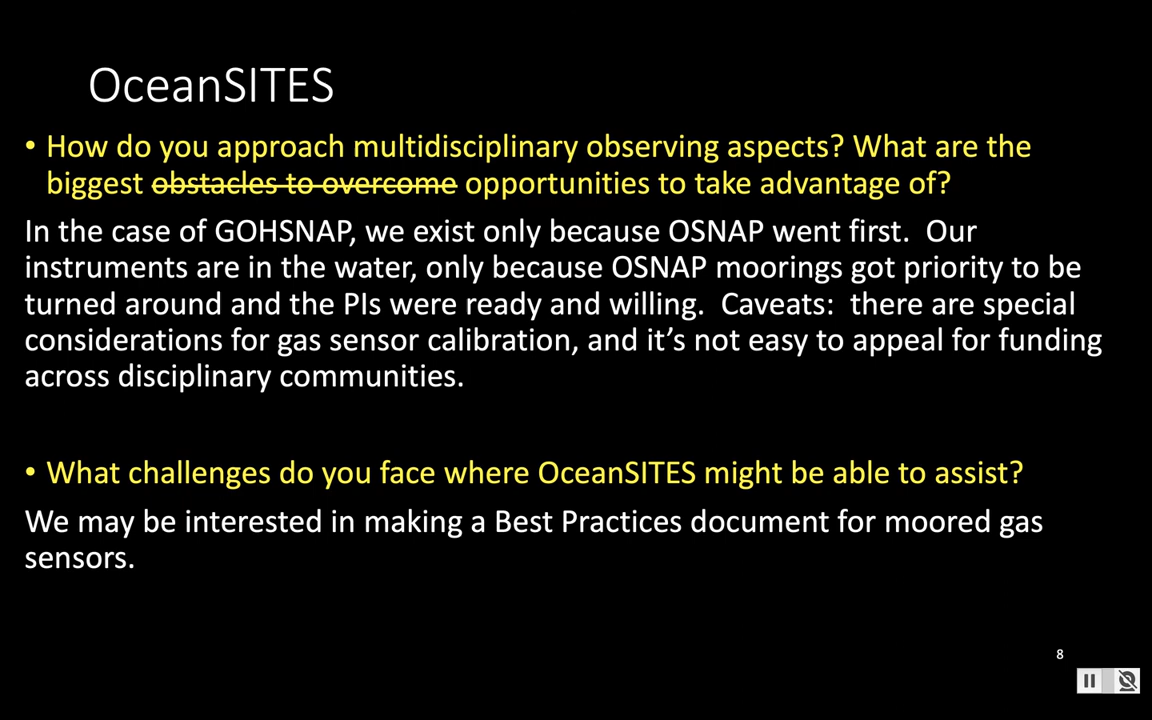 OceanSITES
• How do you approach multidisciplinary observing aspects? What are the
biggest obstacles to overcome opportunities to take advantage of?
In the case of GOHSNAP, we exist only because OSNAP went first.  Our
instruments are in the water, only because OSNAP moorings got priority to be
turned around and the PIs were ready and willing.  Caveats:  there are special
considerations for gas sensor calibration, and it's not easy to appeal for funding
across disciplinary communities.
• What challenges do you face where OceanSITES might be able to assist?
We may be interested in making a Best Practices document for moored gas
sensors.
8